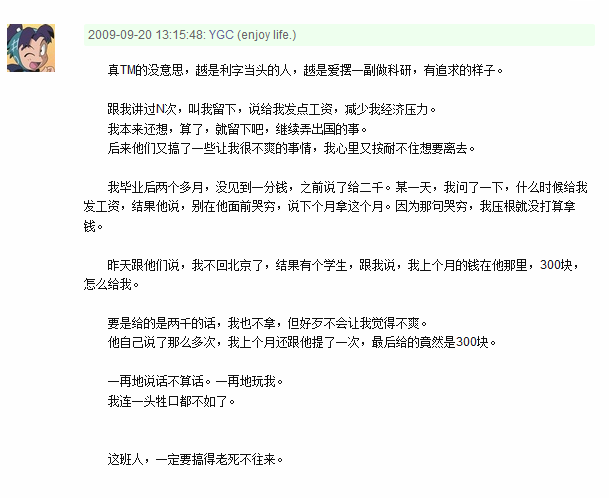 2009-09-20 13:15:48: YGC (enjoy life.)
真TM的没意思，越是利字当头的人，越是爱摆一副做科研，有追求的样子。
跟我讲过N次，叫我留下，说给我发点工资，减少我经济压力。
我本来还想，算了，就留下吧，继续弄出国的事。
后来他们又搞了一些让我很不爽的事情，我心里又按耐不住想要离去。
我毕业后两个多月，没见到一分钱，之前说了给二千。某一天，我问了一下，什么时候给我
发工资，结果他说，别在他面前哭穷，说下个月拿这个月。因为那句哭穷，我压根就没打算拿
钱。
昨天跟他们说，我不回北京了，结果有个学生，跟我说，我上个月的钱在他那里，300块，
怎么给我。
要是给的是两千的话，我也不拿，但好歹不会让我觉得不爽。
他自己说了那么多次，我上个月还跟他提了一次，最后给的竟然是300块。
一再地说话不算话。一再地玩我。
我连一头牲口都不如了。
这班人，一定要搞得老死不往来。